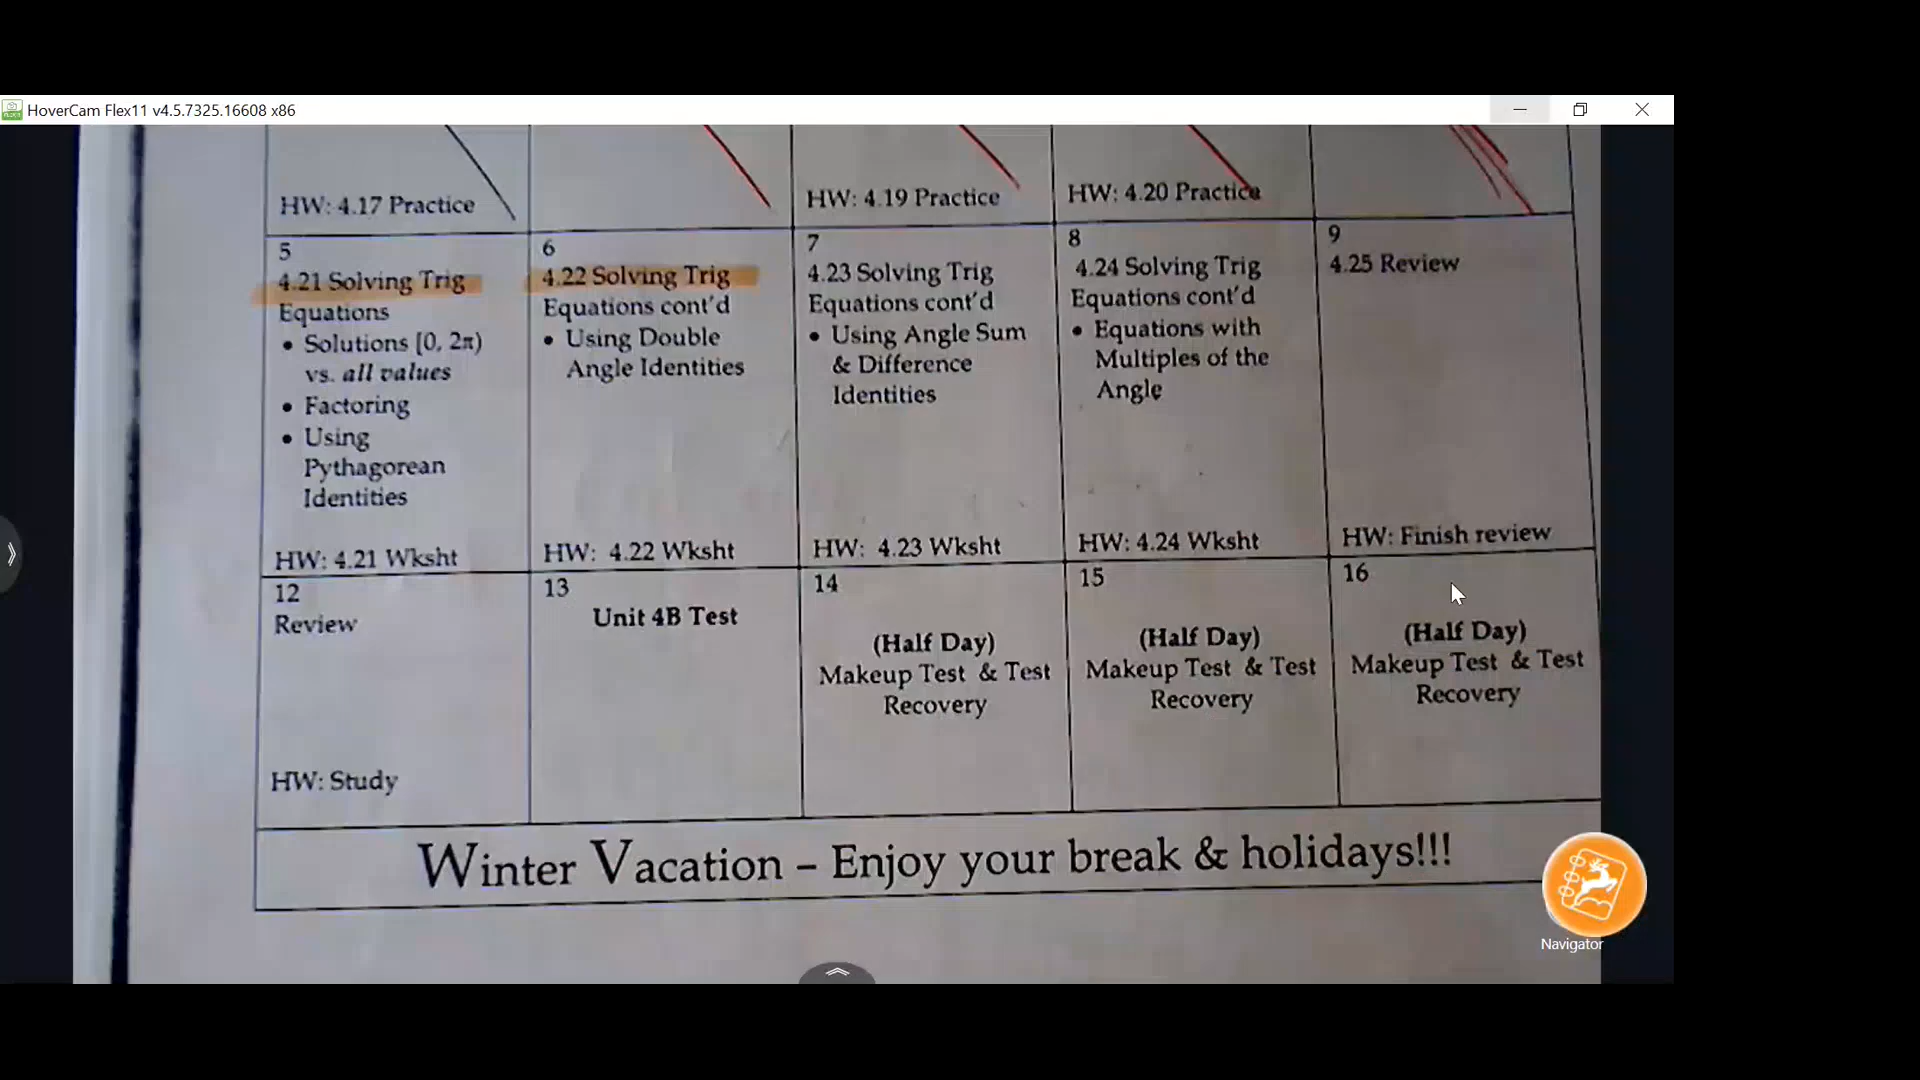 HoverCam Flex11 v4.5.7325.16608 x86
HW: 4.17 Practice
HW: 4.19 Practice
HW: 4.20 Practice
5
4.21 Solving Trig
Equations
• Solutions [0, 2π)
vs. all values
• Factoring
• Using
Pythagorean
Identities
HW: 4.21 Wksht
6
4.22 Solving Trig
Equations cont'd
• Using Double
Angle Identities
HW: 4.22 Wksht
7
4.23 Solving Trig
Equations cont'd
• Using Angle Sum
& Difference
Identities
HW: 4.23 Wksht
8
4.24 Solving Trig
Equations cont'd
• Equations with
Multiples of the
Angle
HW: 4.24 Wksht
9
4.25 Review
HW: Finish review
12
Review
HW: Study
13
Unit 4B Test
14
(Half Day)
Makeup Test & Test
Recovery
15
(Half Day)
Makeup Test & Test
Recovery
16
(Half Day)
Makeup Test & Test
Recovery
Winter Vacation – Enjoy your break & holidays!!!
Navigator